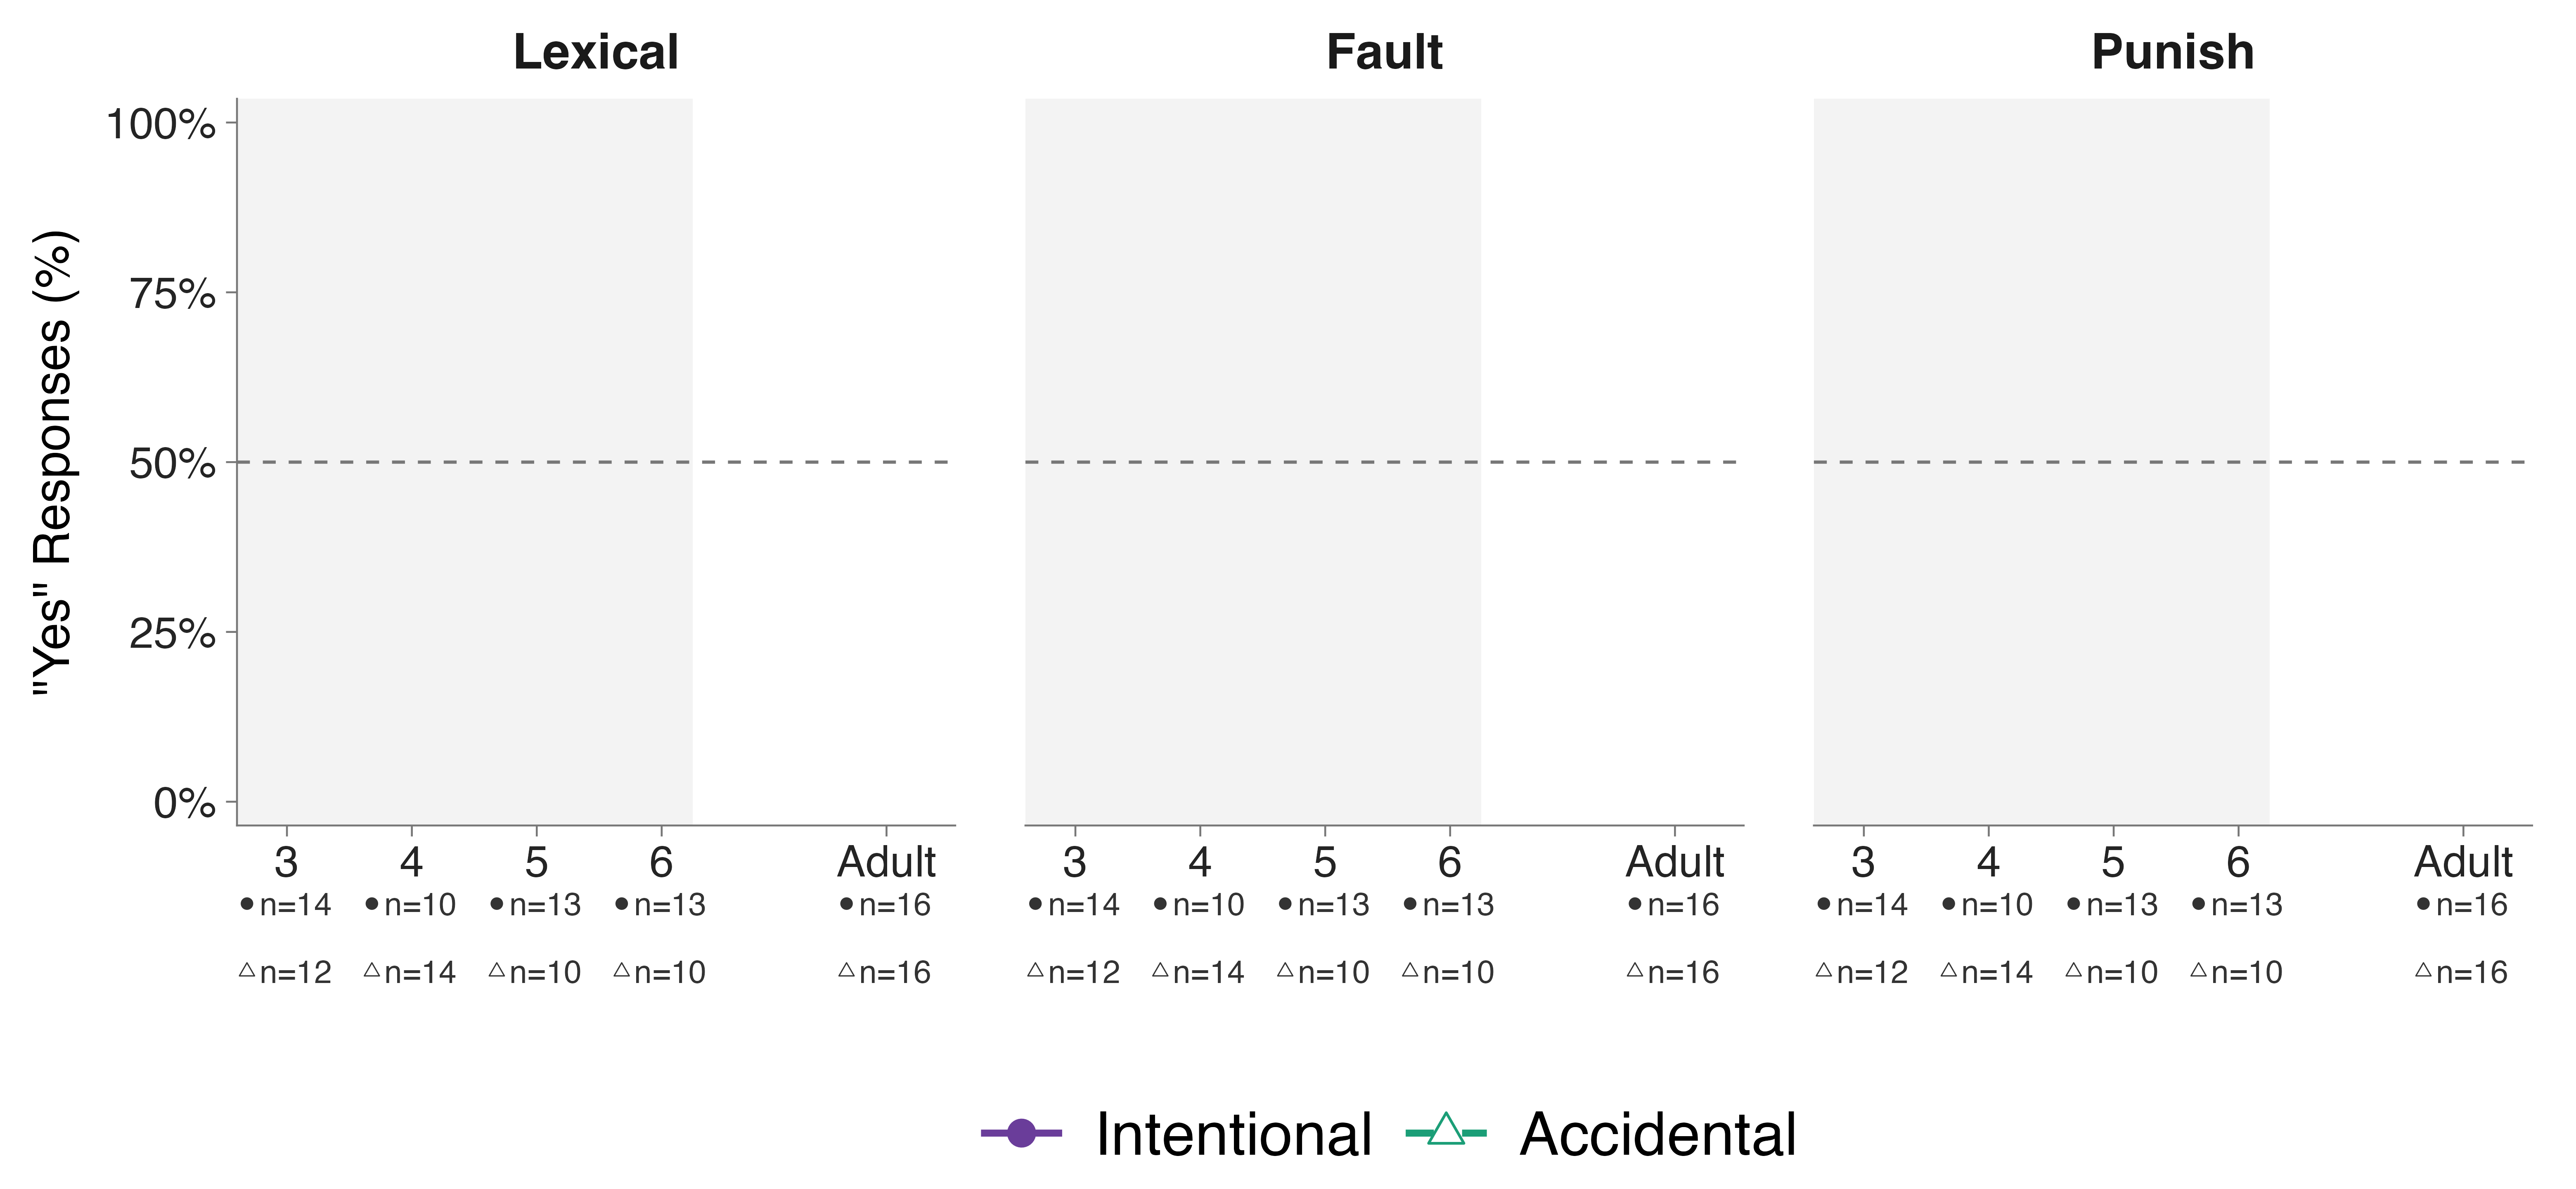 Lexical Fault Punish
"Yes" Responses (%)
100%
75%
50%
25%
0%
3 4 5 6 Adult 3 4 5 6 Adult 3 4 5 6 Adult
n=14 n=10 n=13 n=13 n=16 n=14 n=10 n=13 n=13 n=16 n=14 n=10 n=13 n=13 n=16
n=12 n=14 n=10 n=10 n=16 n=12 n=14 n=10 n=10 n=16 n=12 n=14 n=10 n=10 n=16
Intentional Accidental